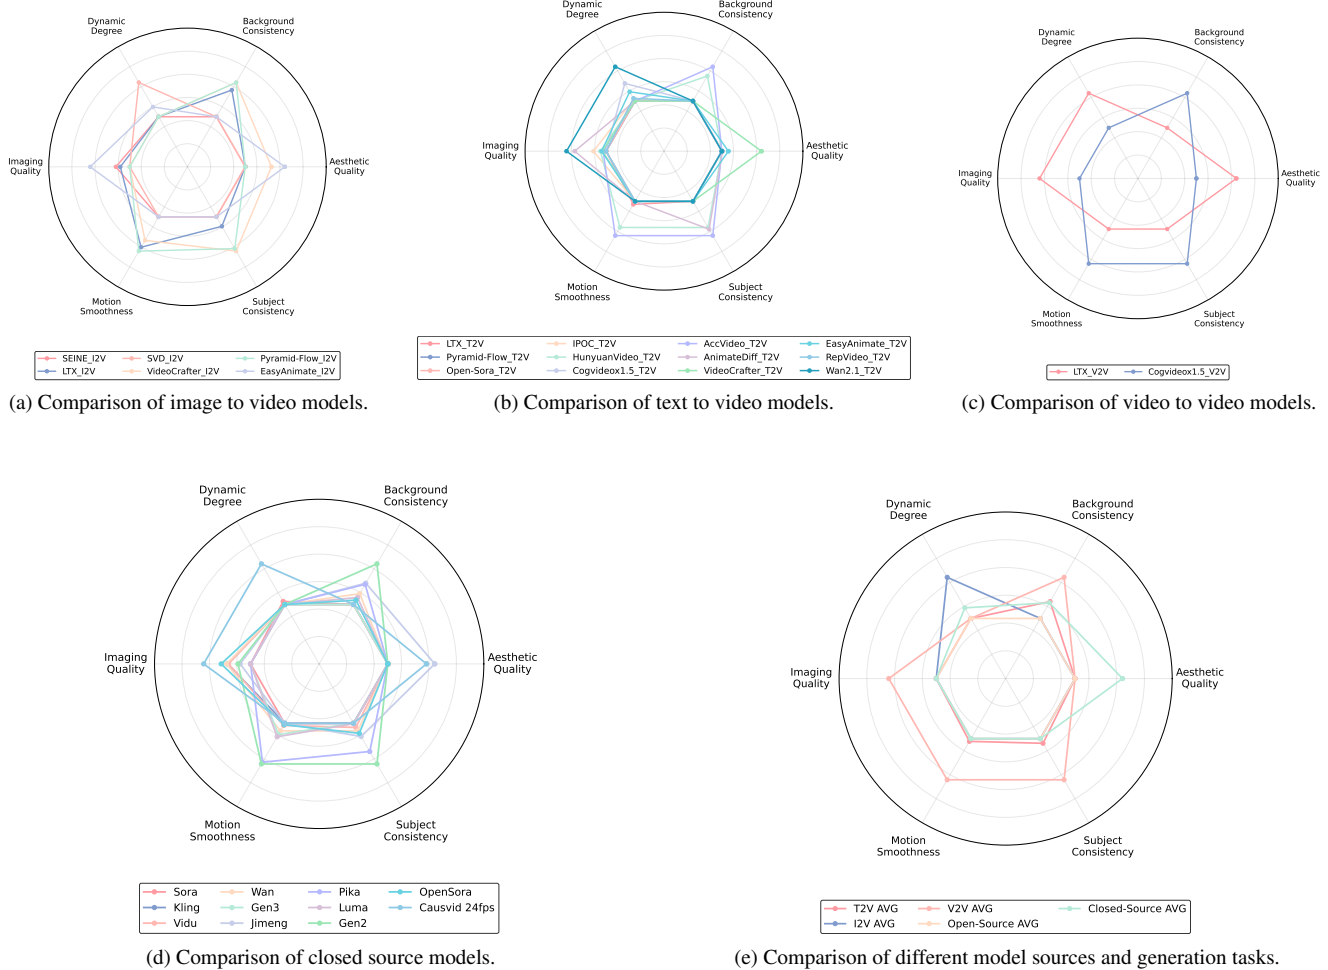 Dynamic
Degree
Background
Consistency
Imaging
Quality
Aesthetic
Quality
Motion
Smoothness
Subject
Consistency
SEINE_I2V
SVD_I2V
Pyramid-Flow_I2V
LTX_I2V
VideoCrafter_I2V
EasyAnimate_I2V
(a) Comparison of image to video models.
Dynamic
Degree
Background
Consistency
Imaging
Quality
Aesthetic
Quality
Motion
Smoothness
Subject
Consistency
LTX_T2V
IPOC_T2V
AccVideo_T2V
EasyAnimate_T2V
Pyramid-Flow_T2V
HunyuanVideo_T2V
AnimateDiff_T2V
RepVideo_T2V
Open-Sora_T2V
Cogvideox1.5_T2V
VideoCrafter_T2V
Wan2.1_T2V
(b) Comparison of text to video models.
Dynamic
Degree
Background
Consistency
Imaging
Quality
Aesthetic
Quality
Motion
Smoothness
Subject
Consistency
LTX_V2V
Cogvideox1.5_V2V
(c) Comparison of video to video models.
Dynamic
Degree
Background
Consistency
Imaging
Quality
Aesthetic
Quality
Motion
Smoothness
Subject
Consistency
Sora
Wan
Pika
OpenSora
Kling
Gen3
Luma
Causvid 24fps
Vidu
Jimeng
Gen2
(d) Comparison of closed source models.
Dynamic
Degree
Background
Consistency
Imaging
Quality
Aesthetic
Quality
Motion
Smoothness
Subject
Consistency
T2V AVG
V2V AVG
Closed-Source AVG
I2V AVG
Open-Source AVG
(e) Comparison of different model sources and generation tasks.